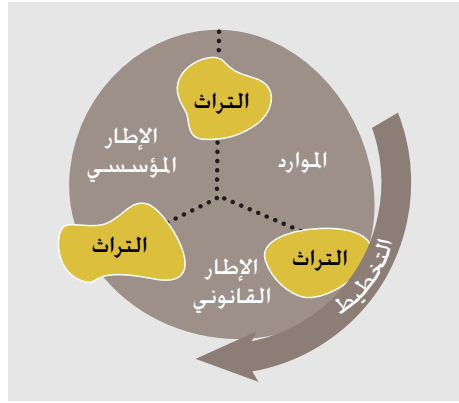 التراث
الإطار
المؤسسي
الموارد
التراث
الإطار
القانوني
التراث
التخطيط